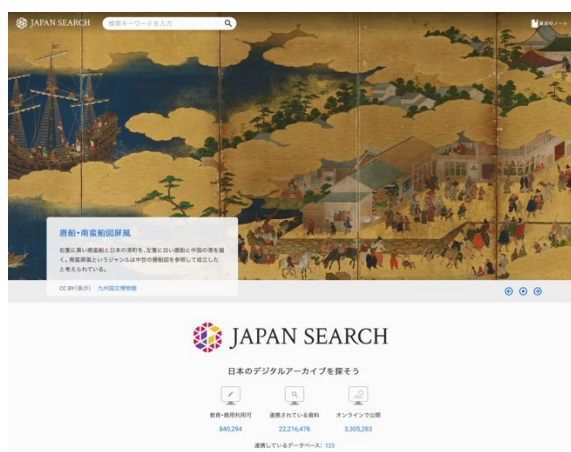 JAPAN SEARCH
検索キーワードを入力
最近のノート
唐船・南蛮船図屏風
右隻に黒い南蛮船と日本の港町を、左隻に白い唐船と中国の港を描
く。南蛮屏風というジャンルは中世の唐船図を参照して成立した
と考えられている。
CC BY(表示) 九州国立博物館
JAPAN SEARCH
日本のデジタルアーカイブを探そう
教育・商用利用可 連携されている資料 オンラインで公開
840,294 22,216,478 3,305,283
連携しているデータベース: 123